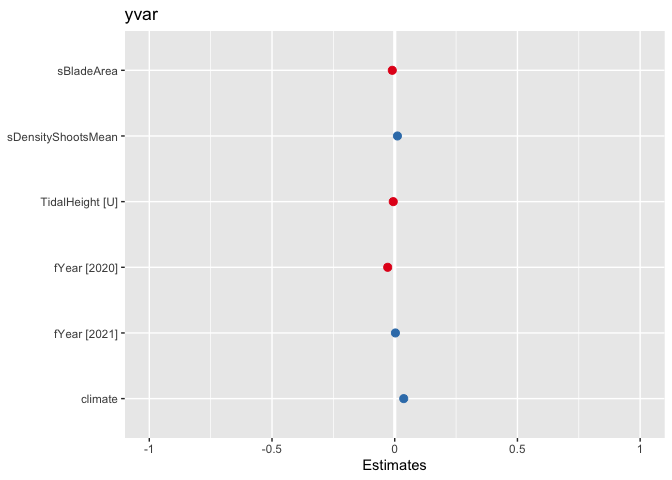 yvar
sBladeArea
sDensityShootsMean
TidalHeight [U]
fYear [2020]
fYear [2021]
climate
-1 -0.5 0 0.5 1
Estimates